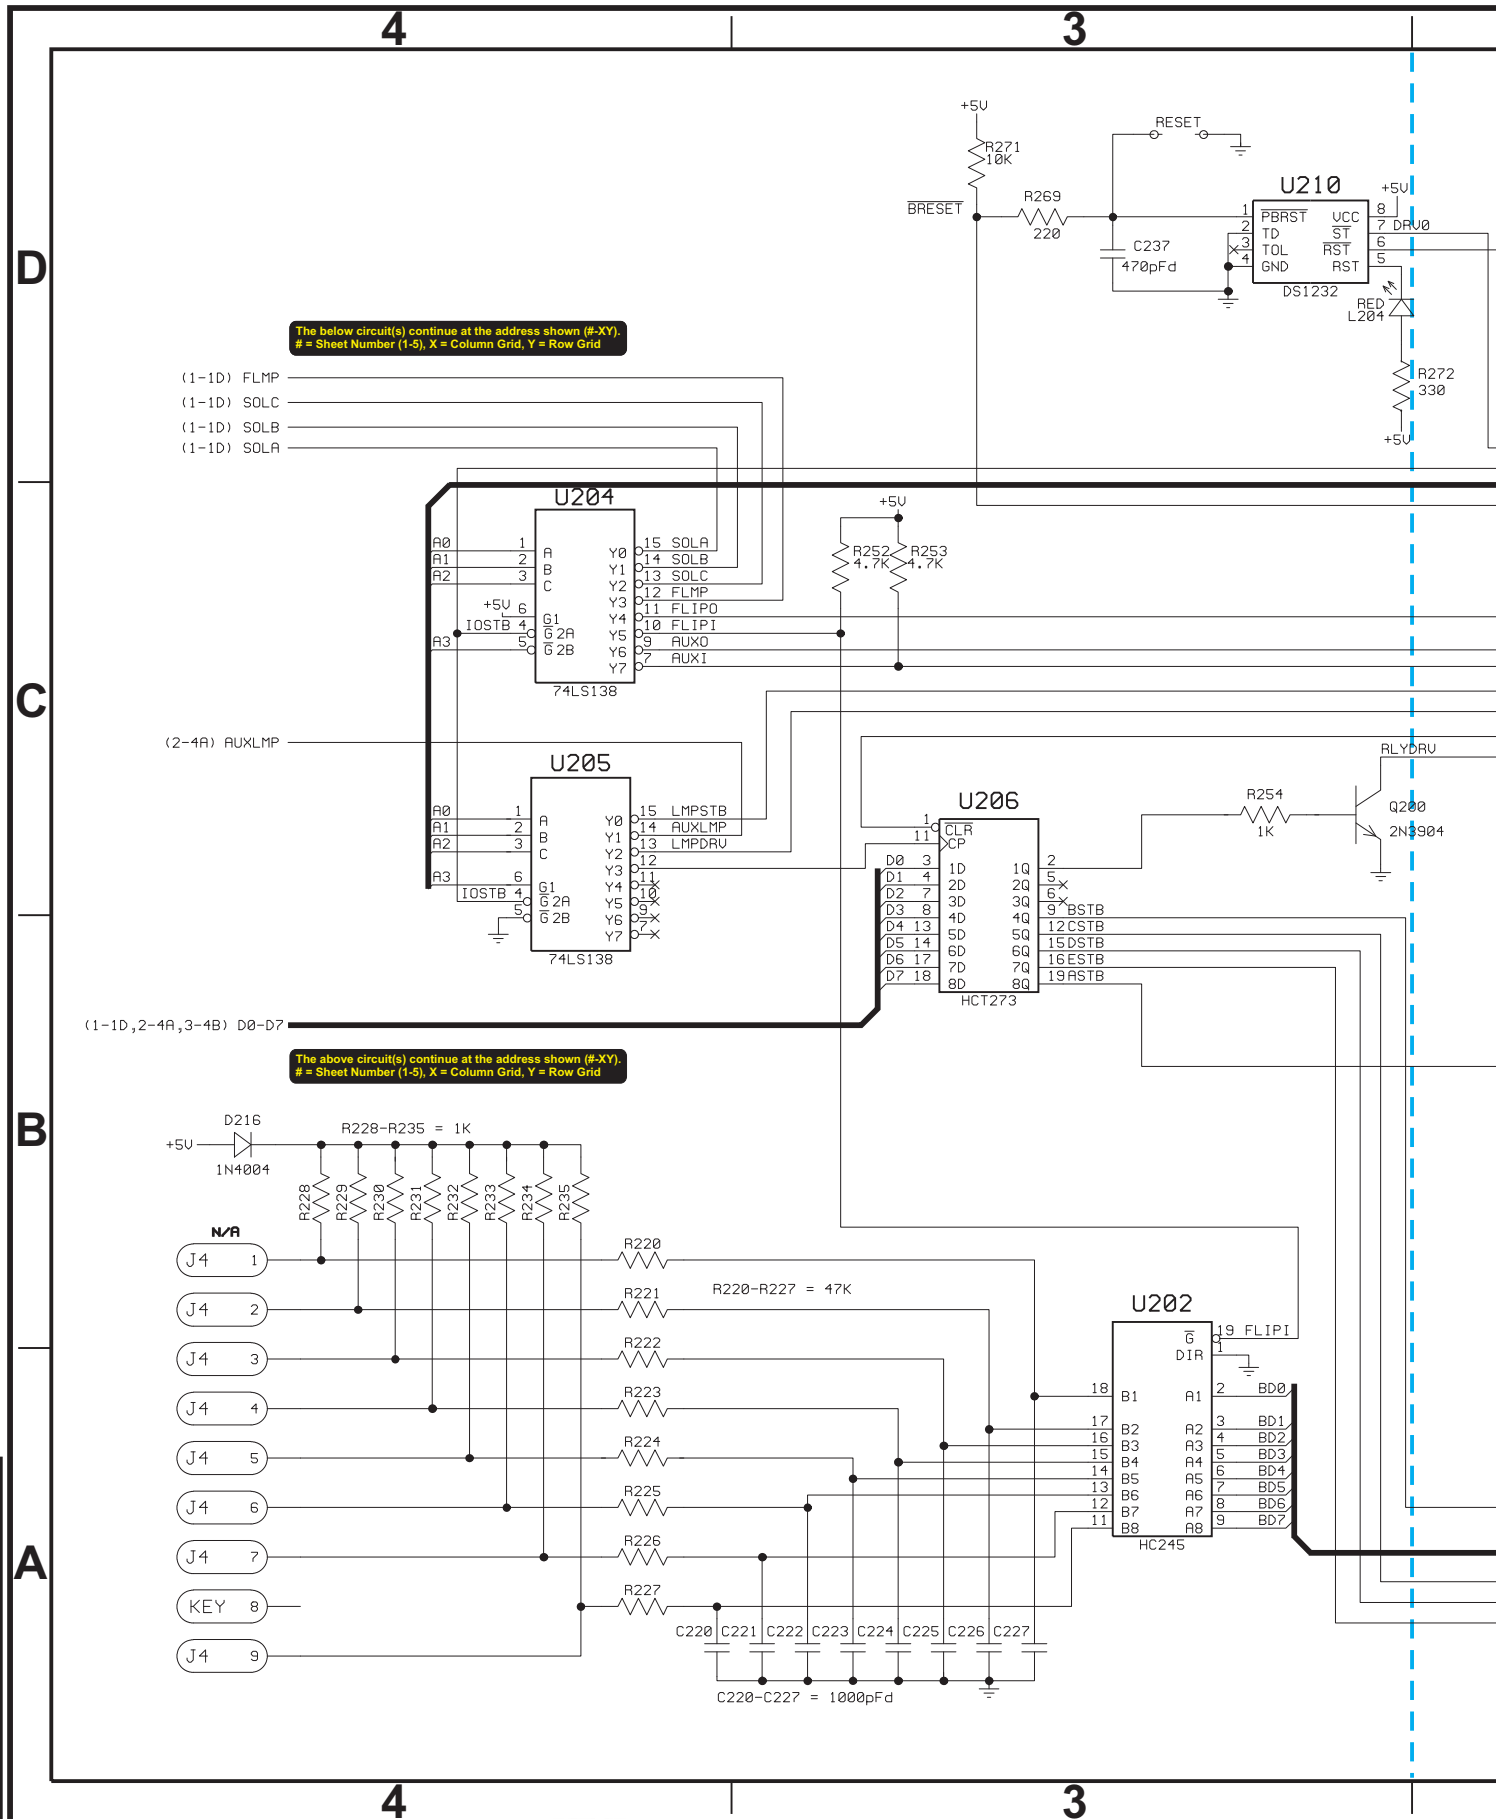 4
3
+5V
RESET
R271
10K
U210
+5V
R269
220
BRESET
1 PBRST VCC 8
2 TD ST 7 DRV0
3 TOL RST 6
4 GND RST 5
DS1232
C237
470pFd
D
RED
L204
The below circuit(s) continue at the address shown (#-XY).
# = Sheet Number (1-5), X = Column Grid, Y = Row Grid
(1-1D) FLMP
(1-1D) SOLC
(1-1D) SOLB
(1-1D) SOLA
R272
330
+5V
U204
+5V
A0 1 A Y0 15 SOLA
A1 2 B Y1 14 SOLB
A2 3 C Y2 13 SOLC
Y3 12 FLMP
+5V 6 G1 Y4 11 FLIPO
IOSTB 4 G2A Y5 10 FLIPI
A3 5 G2B Y6 9 AUXO
Y7 7 AUXI
74LS138
R252
4.7K
R253
4.7K
C
(2-4A) AUXLMP
U205
A0 1 A Y0 15 LMPSTB
A1 2 B Y1 14 AUXLMP
A2 3 C Y2 13 LMPDRV
Y3 12
A3 6 G1 Y4 11
IOSTB 4 G2A Y5 10
5 G2B Y6 9
Y7 7
74LS138
RLYDRV
R254
1K
Q200
2N3904
U206
1 CLR
11 CP
D0 3 1D 1Q 2
D1 4 2D 2Q 5
D2 7 3D 3Q 6
D3 8 4D 4Q 9 BSTB
D4 13 5D 5Q 12 CSTB
D5 14 6D 6Q 15 DSTB
D6 17 7D 7Q 16 ESTB
D7 18 8D 8Q 19 ASTB
HCT273
(1-1D,2-4A,3-4B) D0-D7
The above circuit(s) continue at the address shown (#-XY).
# = Sheet Number (1-5), X = Column Grid, Y = Row Grid
B
D216
+5V
1N4004
R228-R235 = 1K
R228
R229
R230
R231
R232
R233
R234
R235
N/A
J4 1
R220
J4 2
R221
R220-R227 = 47K
J4 3
R222
J4 4
R223
J4 5
R224
J4 6
R225
J4 7
R226
KEY 8
R227
J4 9
U202
G 19 FLIPI
DIR 1
18 B1 A1 2 BD0
17 B2 A2 3 BD1
16 B3 A3 4 BD2
15 B4 A4 5 BD3
14 B5 A5 6 BD4
13 B6 A6 7 BD5
12 B7 A7 8 BD6
11 B8 A8 9 BD7
HC245
A
C220 C221 C222 C223 C224 C225 C226 C227
C220-C227 = 1000pFd
4
3